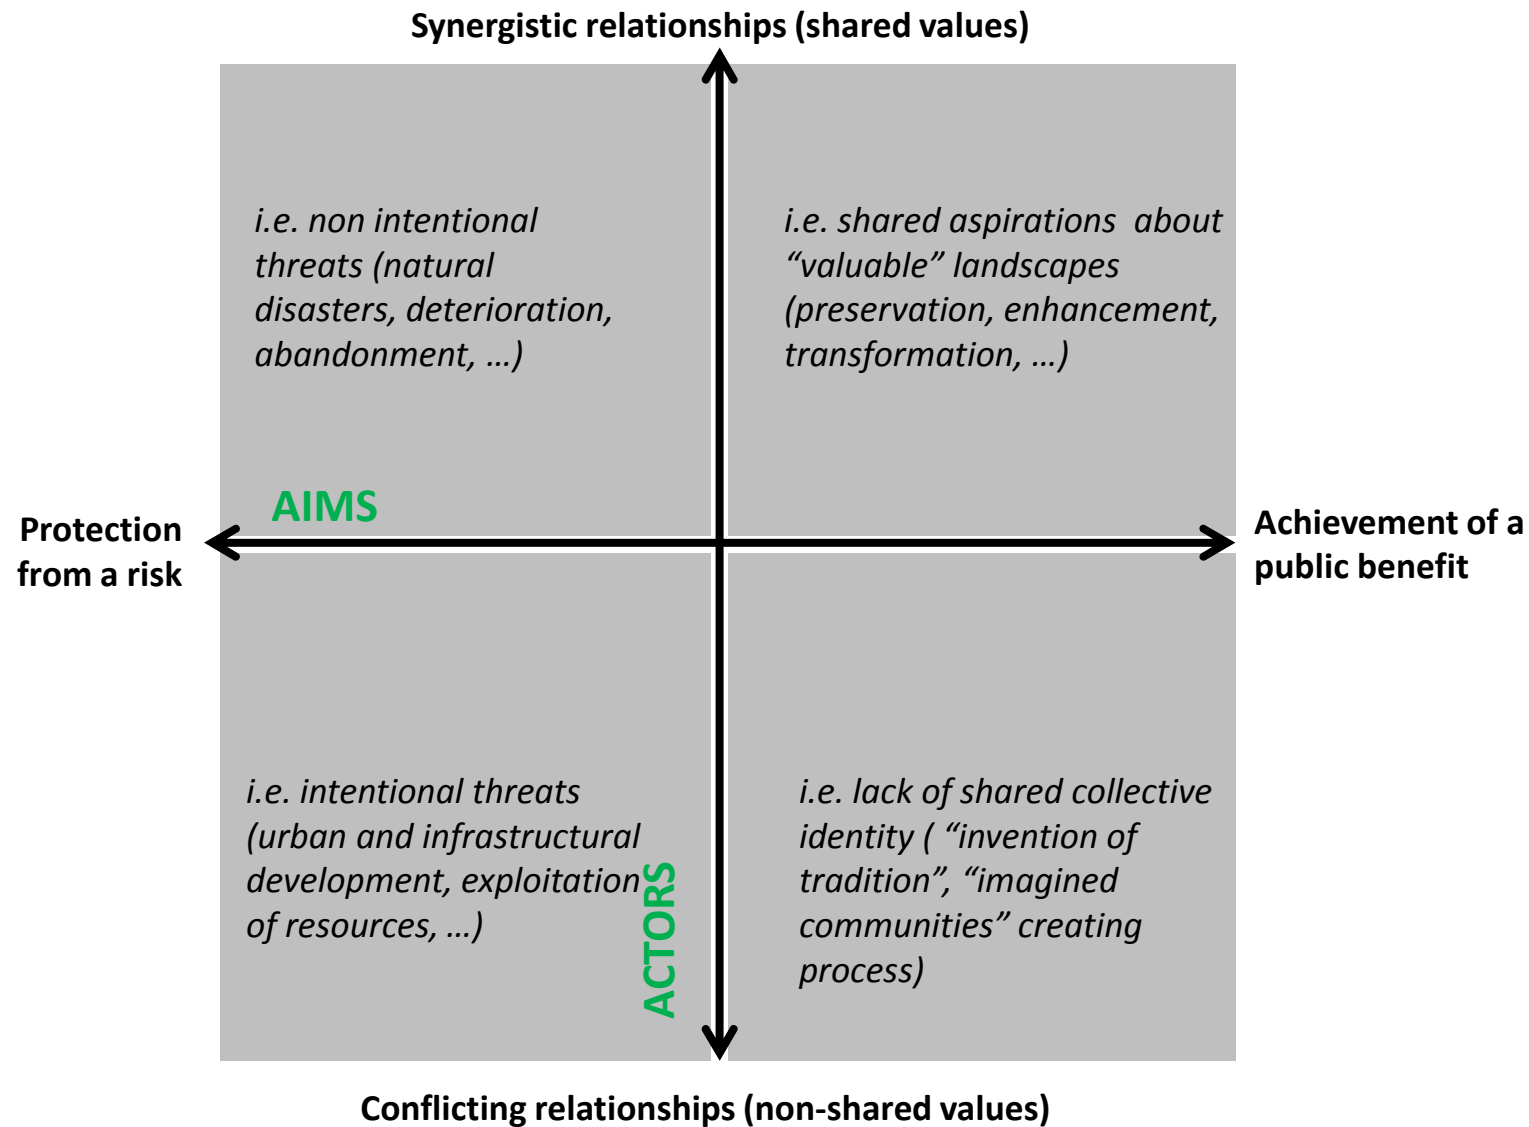 Synergistic relationships (shared values)
i.e. non intentional
threats (natural
disasters, deterioration,
abandonment, …)
i.e. shared aspirations  about
“valuable” landscapes
(preservation, enhancement,
transformation, …)
AIMS
Protection
from a risk
Achievement of a
public benefit
i.e. intentional threats
(urban and infrastructural
development, exploitation
of resources, …)
ACTORS
i.e. lack of shared collective
identity ( “invention of
tradition”, “imagined
communities” creating
process)
Conflicting relationships (non-shared values)